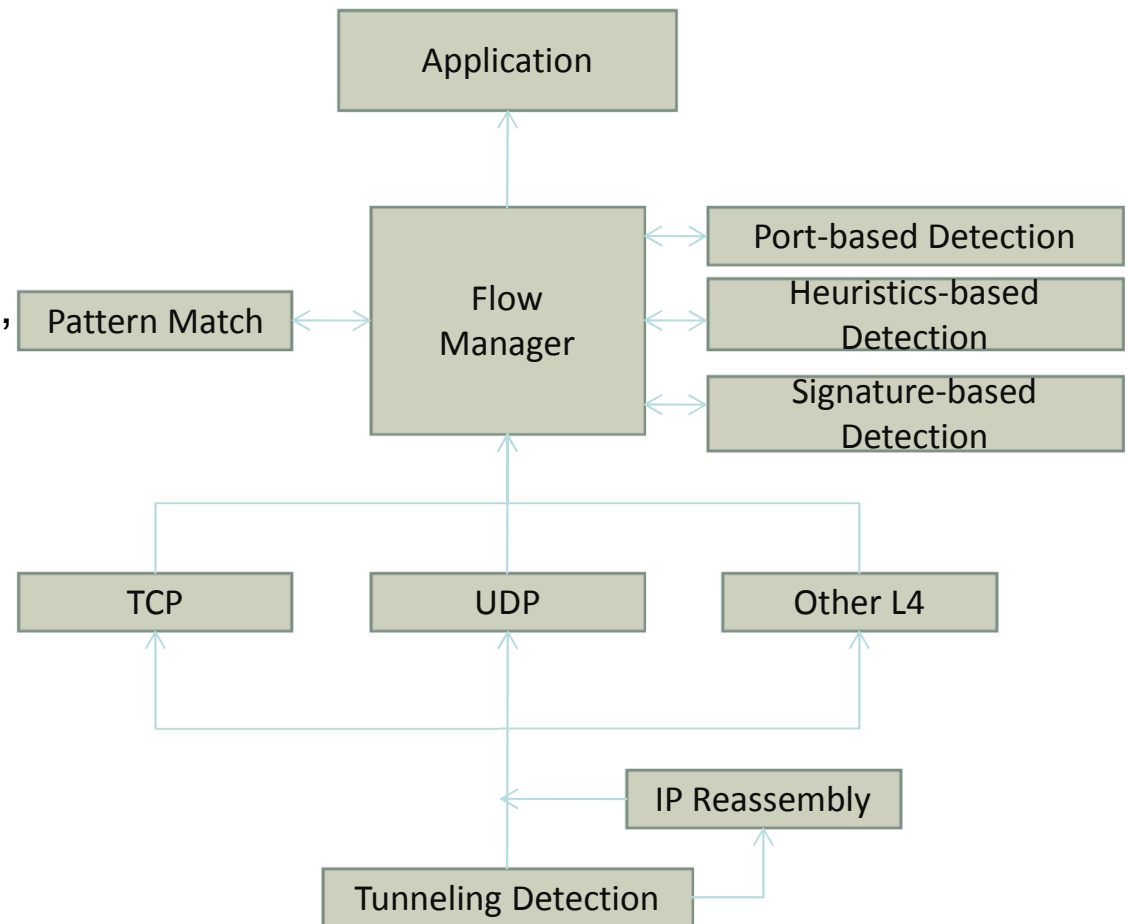 Application
Port-based Detection
Heuristics-based
Detection
Signature-based
Detection
Flow
Manager
,
Pattern Match
TCP
UDP
Other L4
IP Reassembly
Tunneling Detection